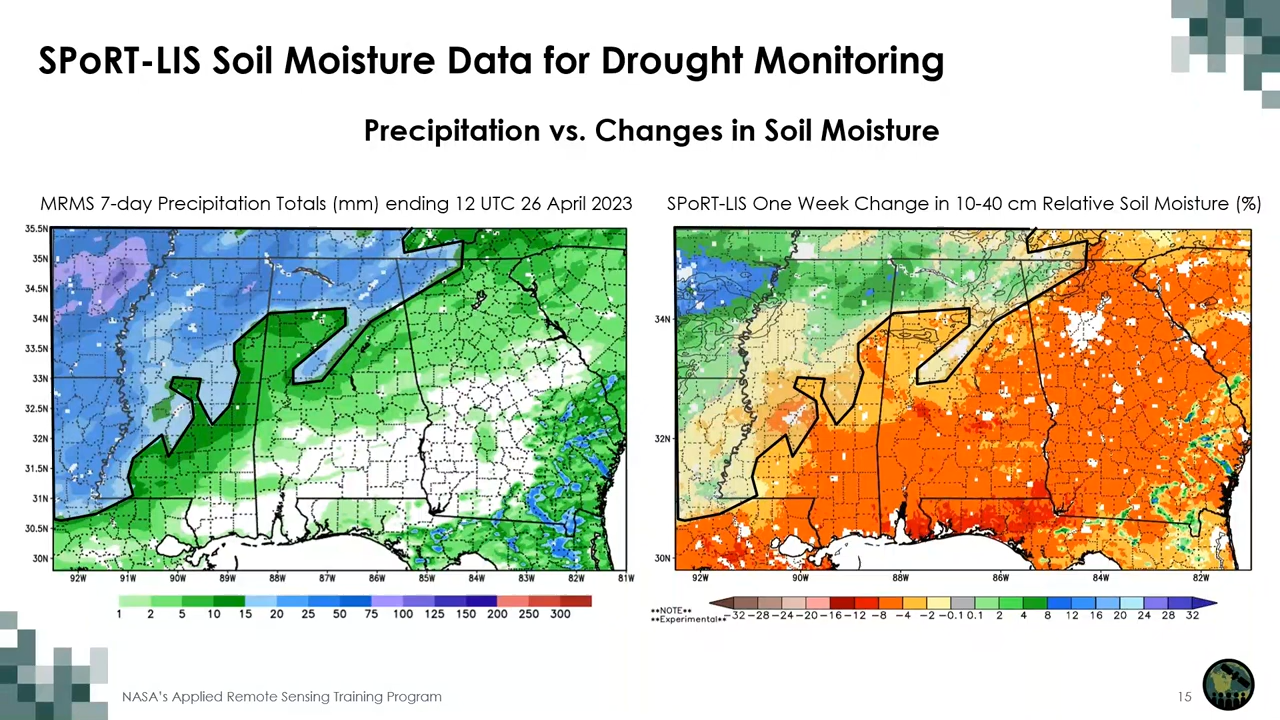 SPoRT-LIS Soil Moisture Data for Drought Monitoring
Precipitation vs. Changes in Soil Moisture
MRMS 7-day Precipitation Totals (mm) ending 12 UTC 26 April 2023
SPoRT-LIS One Week Change in 10-40 cm Relative Soil Moisture (%)
35.5N
35N
34.5N
34N
33.5N
33N
32.5N
32N
31.5N
31N
30.5N
30N
92W 91W 90W 89W 88W 87W 86W 85W 84W 83W 82W 81W
1 2 5 10 15 20 25 50 75 100 125 150 200 250 300
34N
32N
30N
92W 90W 88W 86W 84W 82W
**NOTE**
**Experimental**
-32 -28 -24 -20 -16 -12 -8 -4 -2 -0.1 0.1 2 4 8 12 16 20 24 28 32
NASA's Applied Remote Sensing Training Program
15